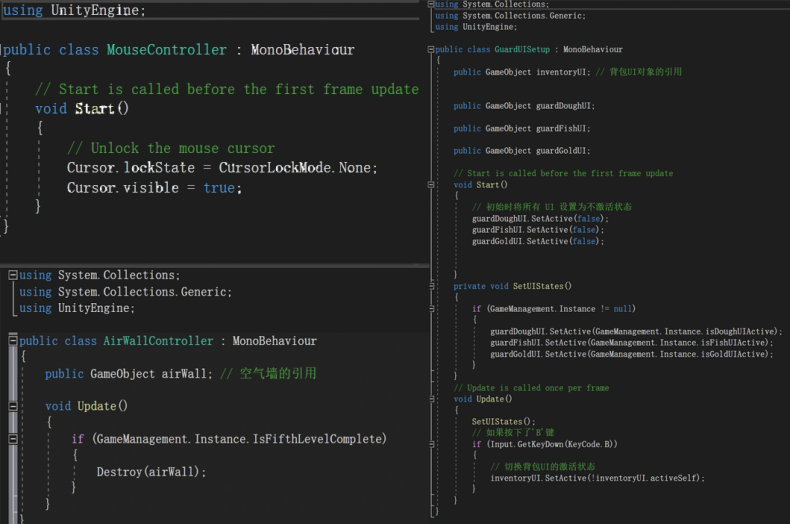 using UnityEngine;
public class MouseController : MonoBehaviour
{
// Start is called before the first frame update
void Start()
{
// Unlock the mouse cursor
Cursor.lockState = CursorLockMode.None;
Cursor.visible = true;
}
}
using System.Collections;
using System.Collections.Generic;
using UnityEngine;
public class AirWallController : MonoBehaviour
{
public GameObject airWall; // 空气墙的引用
void Update()
{
if (GameManagement.Instance.IsFifthLevelComplete)
{
Destroy(airWall);
}
}
}
using System.Collections;
using System.Collections.Generic;
using UnityEngine;
public class GuardUISetup : MonoBehaviour
{
public GameObject inventoryUI; // 背包UI对象的引用
public GameObject guardDoughUI;
public GameObject guardFishUI;
public GameObject guardGoldUI;
// Start is called before the first frame update
void Start()
{
// 初始时将所有 UI 设置为不激活状态
guardDoughUI.SetActive(false);
guardFishUI.SetActive(false);
guardGoldUI.SetActive(false);
}
private void SetUIStates()
{
if (GameManagement.Instance != null)
{
guardDoughUI.SetActive(GameManagement.Instance.isDoughUIActive);
guardFishUI.SetActive(GameManagement.Instance.isFishUIActive);
guardGoldUI.SetActive(GameManagement.Instance.isGoldUIActive);
}
}
// Update is called once per frame
void Update()
{
SetUIStates();
// 如果按下了'B'键
if (Input.GetKeyDown(KeyCode.B))
{
// 切换背包UI的激活状态
inventoryUI.SetActive(!inventoryUI.activeSelf);
}
}
}